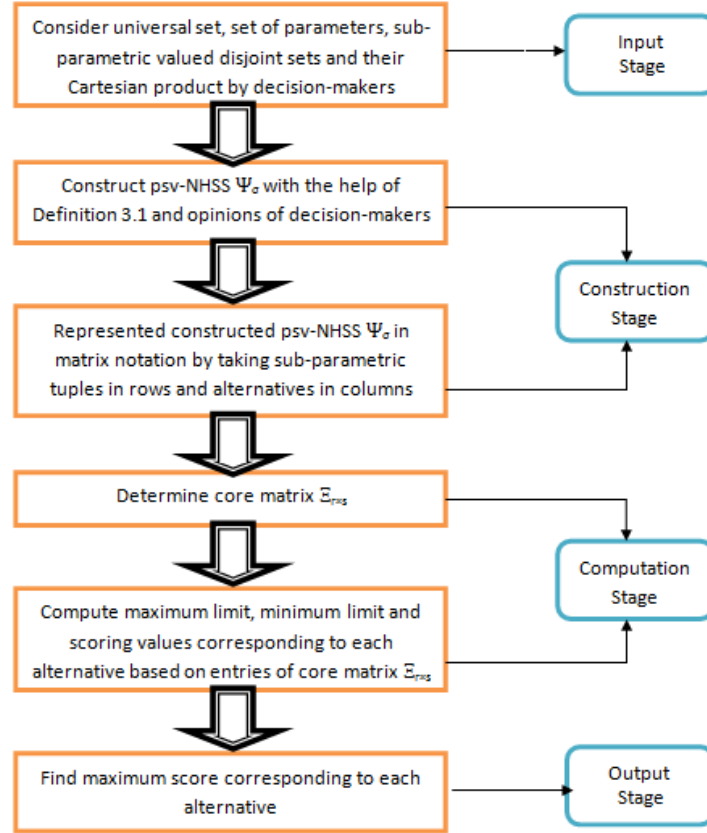 Consider universal set, set of parameters, sub-
parametric valued disjoint sets and their
Cartesian product by decision-makers
Input
Stage
Construct psv-NHSS Ψσ with the help of
Definition 3.1 and opinions of decision-makers
Construction
Stage
Represented constructed psv-NHSS Ψσ in
matrix notation by taking sub-parametric
tuples in rows and alternatives in columns
Determine core matrix Ξr×s
Computation
Stage
Compute maximum limit, minimum limit and
scoring values corresponding to each
alternative based on entries of core matrix Ξr×s
Find maximum score corresponding to each
alternative
Output
Stage